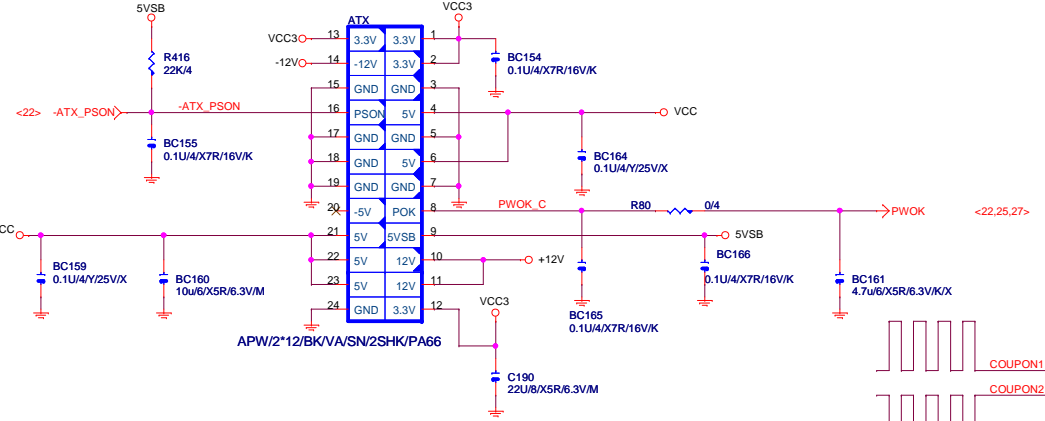 5VSB
VCC3
ATX
R416
22K/4
VCC3
13
3.3V
3.3V
1
-12V
14
-12V
3.3V
2
BC154
0.1U/4/X7R/16V/K
15
GND
GND
3
<22>
-ATX_PSON
-ATX_PSON
16
PSON
5V
4
VCC
17
GND
GND
5
BC155
0.1U/4/X7R/16V/K
18
GND
5V
6
BC164
0.1U/4/Y/25V/X
19
GND
GND
7
20
-5V
POK
8
PWOK_C
R80
0/4
PWOK
<22,25,27>
CC
21
5V
5VSB
9
5VSB
22
5V
12V
10
+12V
BC166
0.1U/4/X7R/16V/K
BC159
0.1U/4/Y/25V/X
BC160
10u/6/X5R/6.3V/M
23
5V
12V
11
BC161
4.7u/6/X5R/6.3V/K/X
24
GND
3.3V
12
VCC3
BC165
0.1U/4/X7R/16V/K
APW/2*12/BK/VA/SN/2SHK/PA66
C190
22U/8/X5R/6.3V/M
COUPON1
COUPON2